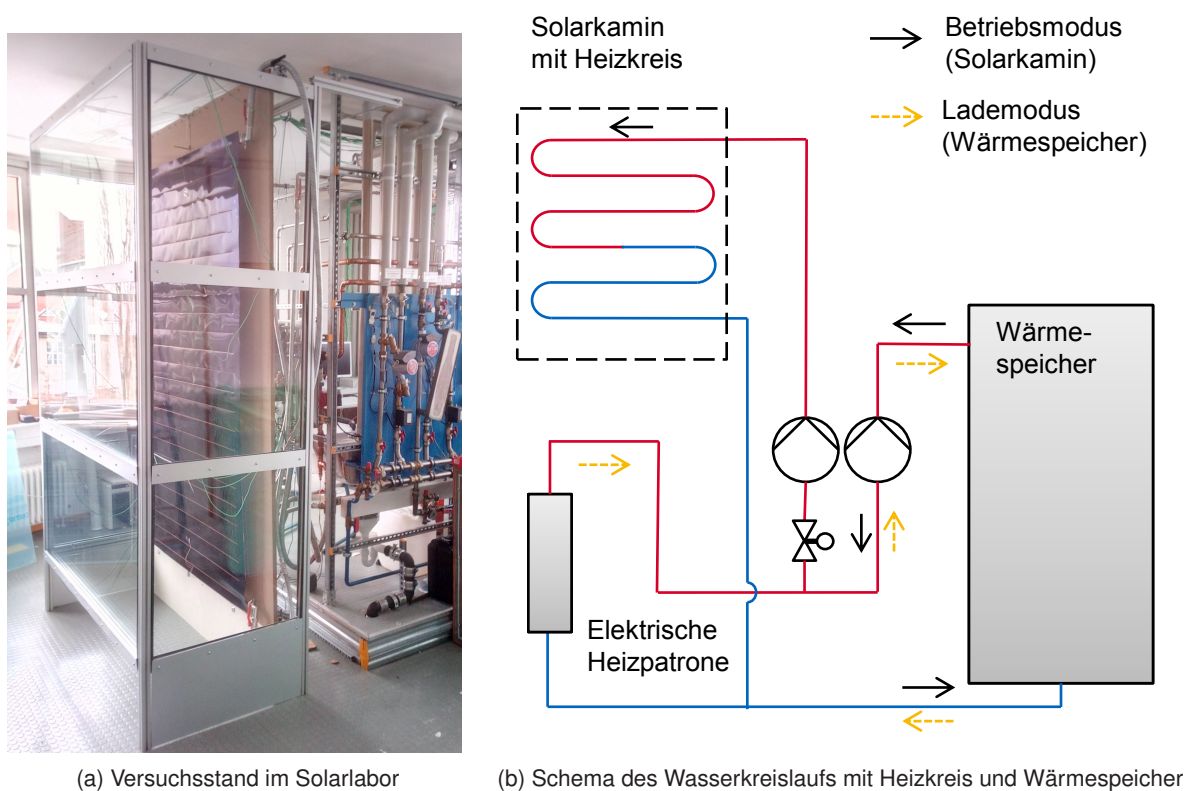 Solarkamin
mit Heizkreis
Betriebsmodus
(Solarkamin)
Lademodus
(Wärmespeicher)
Wärme-
speicher
Elektrische
Heizpatrone
(a) Versuchsstand im Solarlabor
(b) Schema des Wasserkreislaufs mit Heizkreis und Wärmespeicher